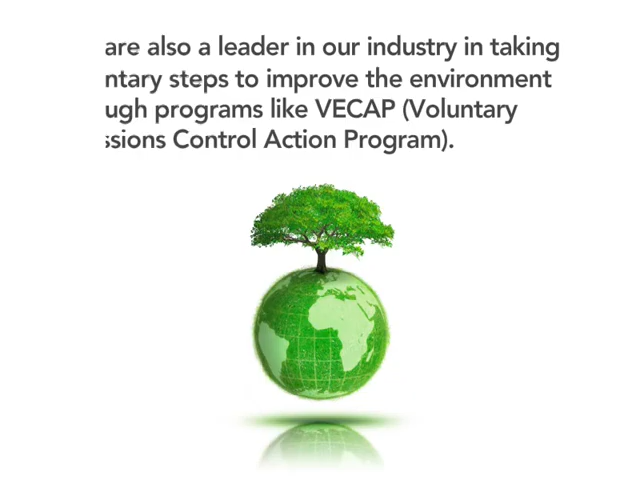 are also a leader in our industry in taking
ntary steps to improve the environment
ugh programs like VECAP (Voluntary
ssions Control Action Program).